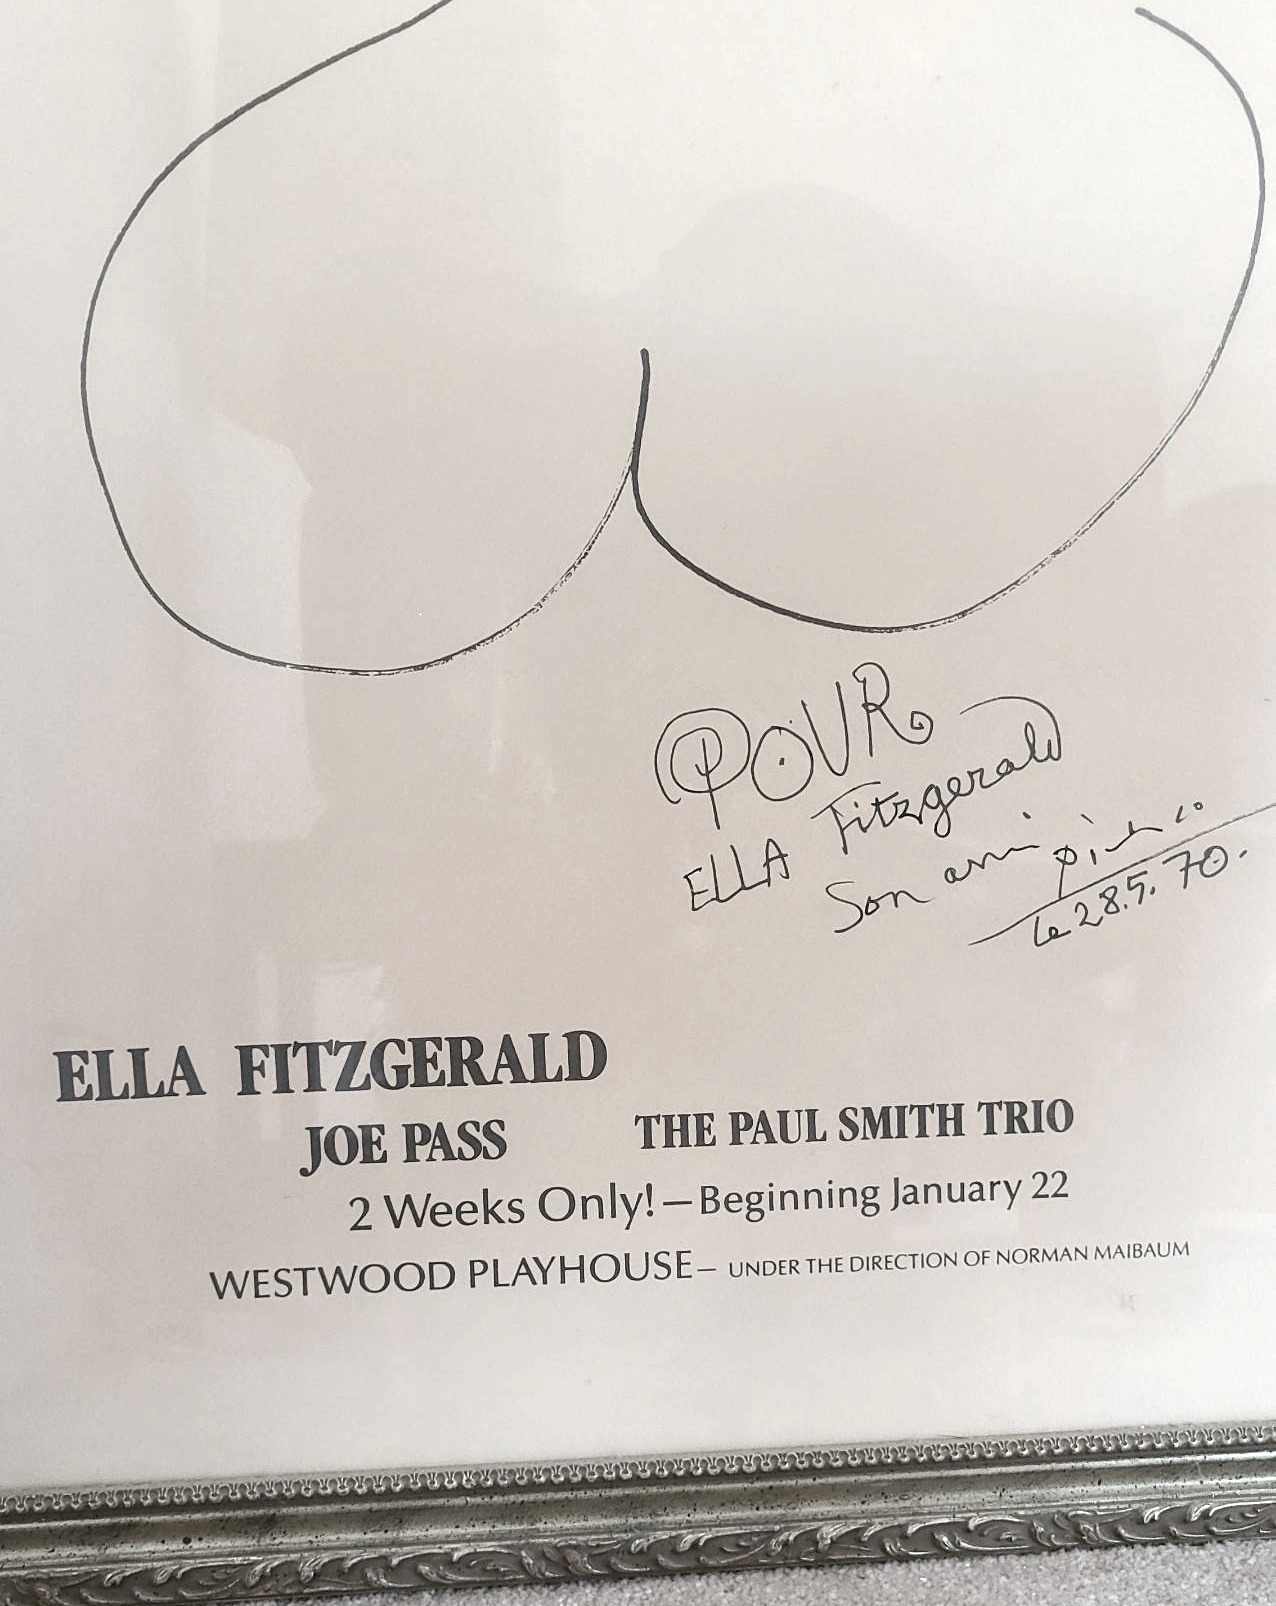 POUR
ELLA Fitzgerald
Son ami Picasso
le 28.5.70.
ELLA FITZGERALD
JOE PASS THE PAUL SMITH TRIO
2 Weeks Only!—Beginning January 22
WESTWOOD PLAYHOUSE— UNDER THE DIRECTION OF NORMAN MAIBAUM